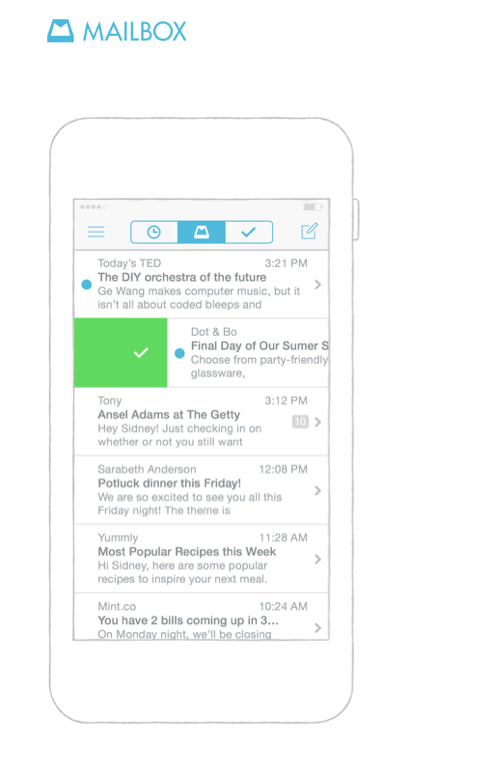 MAILBOX
Today's TED 3:21 PM
The DIY orchestra of the future
Ge Wang makes computer music, but it
isn't all about coded bleeps and
Dot & Bo
Final Day of Our Sumer S
Choose from party-friendly
glassware,
Tony 3:12 PM
Ansel Adams at The Getty
Hey Sidney! Just checking in on 10
whether or not you still want
Sarabeth Anderson 12:08 PM
Potluck dinner this Friday!
We are so excited to see you all this
Friday night! The theme is
Yummly 11:28 AM
Most Popular Recipes this Week
Hi Sidney, here are some popular
recipes to inspire your next meal.
Mint.co 10:24 AM
You have 2 bills coming up in 3...
On Monday night, we'll be closing